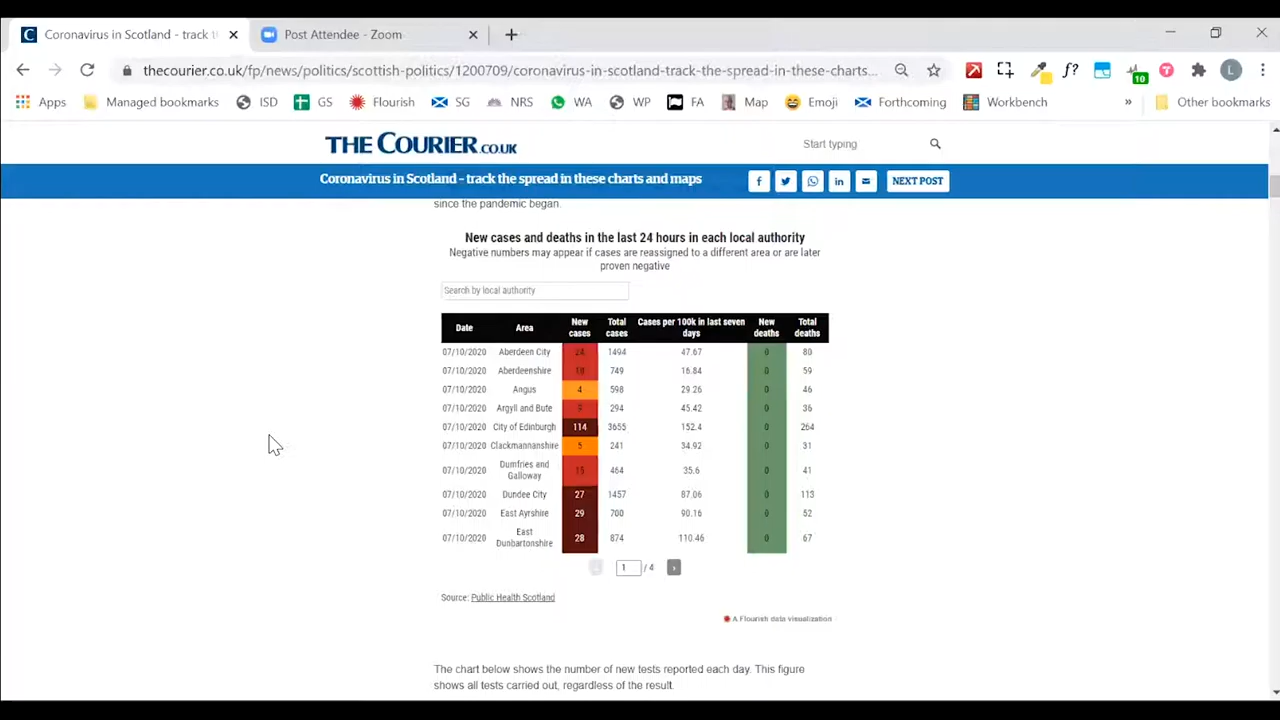 Coronavirus in Scotland - track t
Post Attendee - Zoom
thecourier.co.uk/fp/news/politics/scottish-politics/1200709/coronavirus-in-scotland-track-the-spread-in-these-charts...
f?
10
T
L
Apps Managed bookmarks ISD GS Flourish SG NRS WA WP FA Map Emoji Forthcoming Workbench » Other bookmarks
THE COURIER.CO.UK
Start typing
Coronavirus in Scotland - track the spread in these charts and maps
NEXT POST
since the pandemic began.
New cases and deaths in the last 24 hours in each local authority
Negative numbers may appear if cases are reassigned to a different area or are later
proven negative
Search by local authority
Date Area New cases Total cases Cases per 100k in last seven days New deaths Total deaths
07/10/2020 Aberdeen City 24 1494 47.67 0 80
07/10/2020 Aberdeenshire 18 749 16.84 0 59
07/10/2020 Angus 4 598 29.26 0 46
07/10/2020 Argyll and Bute 9 294 45.42 0 36
07/10/2020 City of Edinburgh 114 3655 152.4 0 264
07/10/2020 Clackmannanshire 5 241 34.92 0 31
07/10/2020 Dumfries and Galloway 15 464 35.6 0 41
07/10/2020 Dundee City 27 1457 87.06 0 113
07/10/2020 East Ayrshire 29 700 90.16 0 52
07/10/2020 East Dunbartonshire 28 874 110.46 0 67
1 / 4
Source: Public Health Scotland
A Flourish data visualization
The chart below shows the number of new tests reported each day. This figure
shows all tests carried out, regardless of the result.